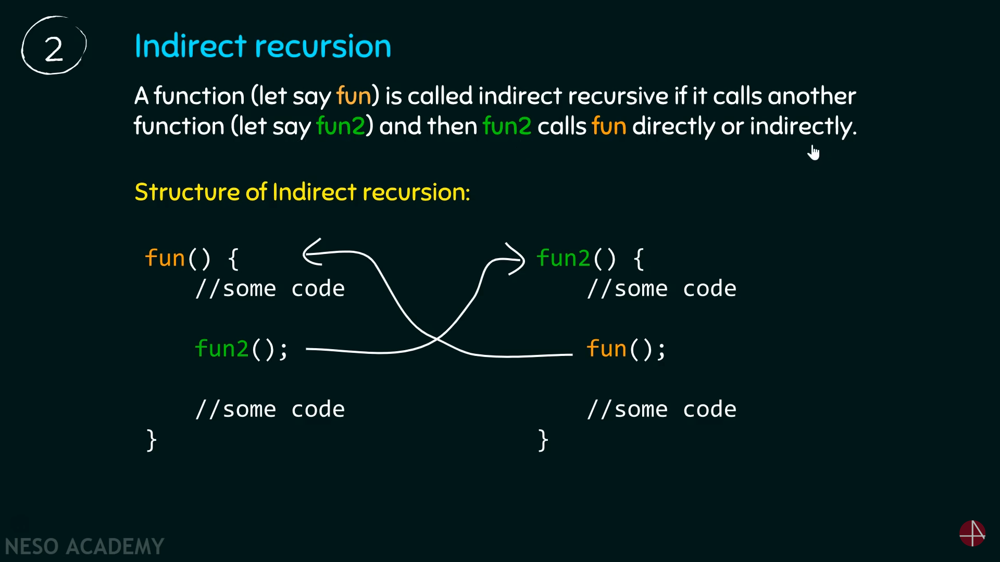 2
Indirect recursion
A function (let say fun) is called indirect recursive if it calls another
function (let say fun2) and then fun2 calls fun directly or indirectly.
Structure of Indirect recursion:
fun() {
//some code
fun2();
//some code
}
fun2() {
//some code
fun();
//some code
}
NESO ACADEMY